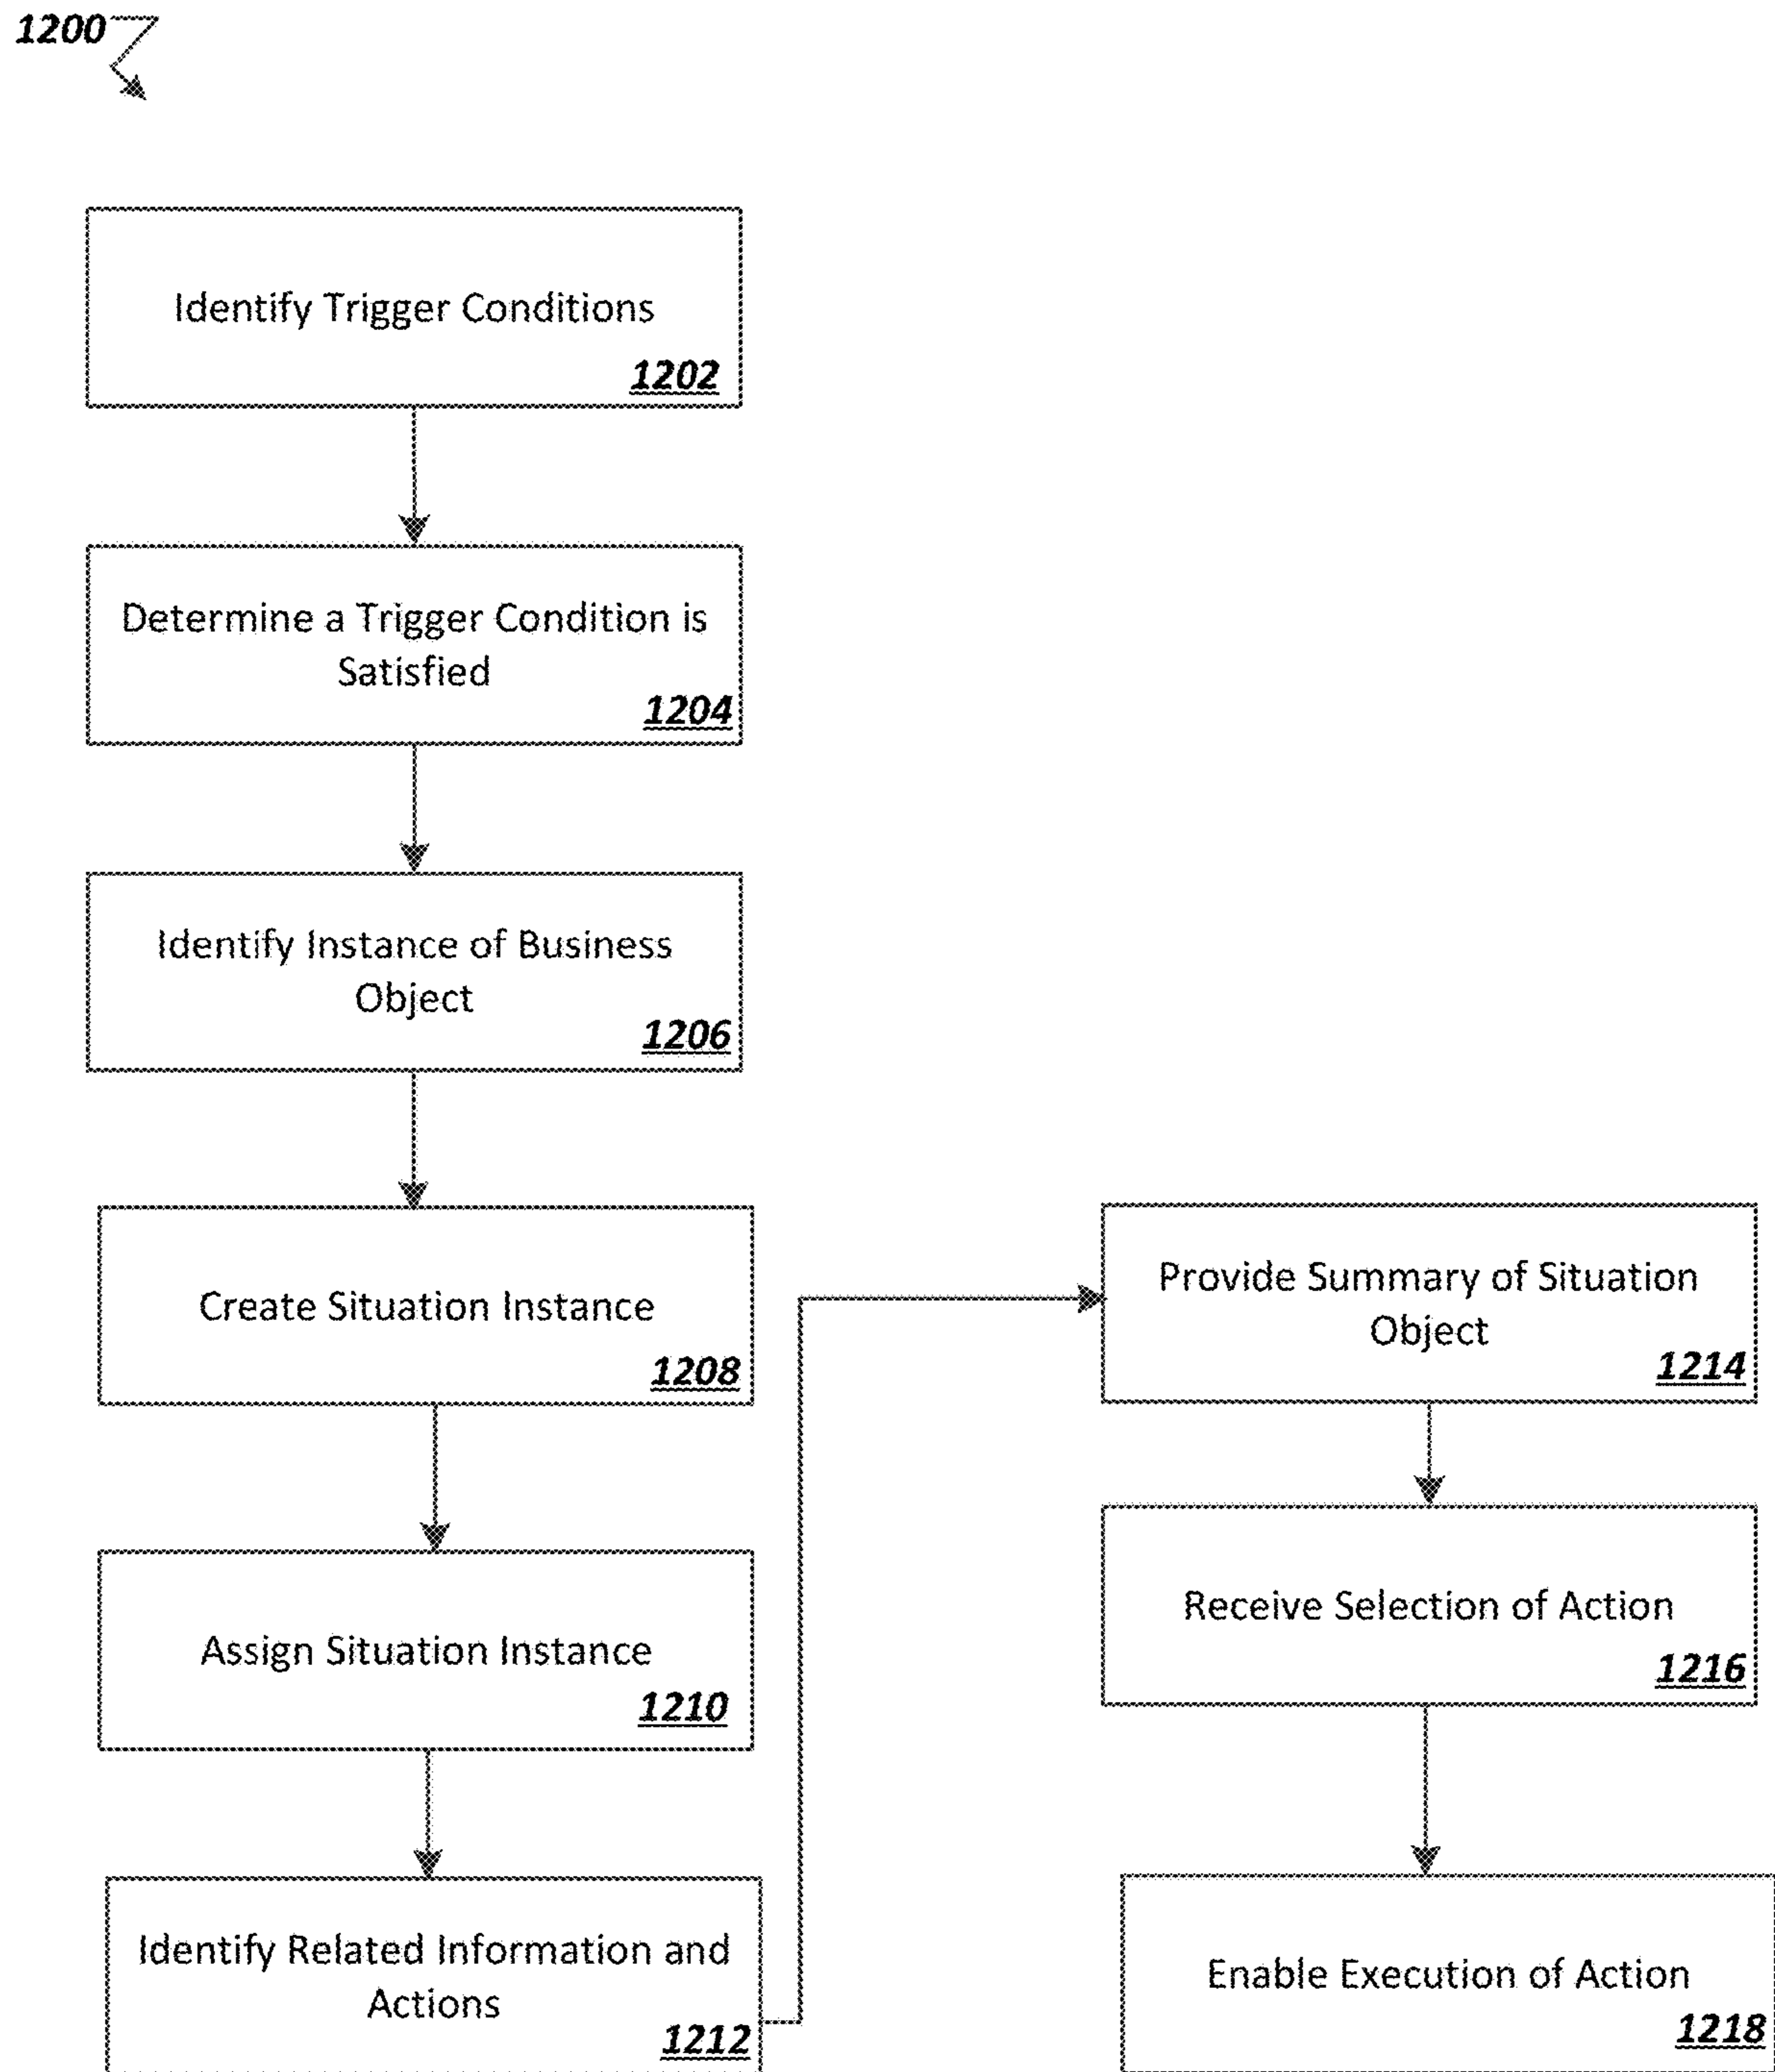 1200
Identify Trigger Conditions
1202
Determine a Trigger Condition is
Satisfied
1204
Identify Instance of Business
Object
1206
Create Situation Instance
1208
Assign Situation Instance
1210
Identify Related Information and
Actions
1212
Provide Summary of Situation
Object
1214
Receive Selection of Action
1216
Enable Execution of Action
1218